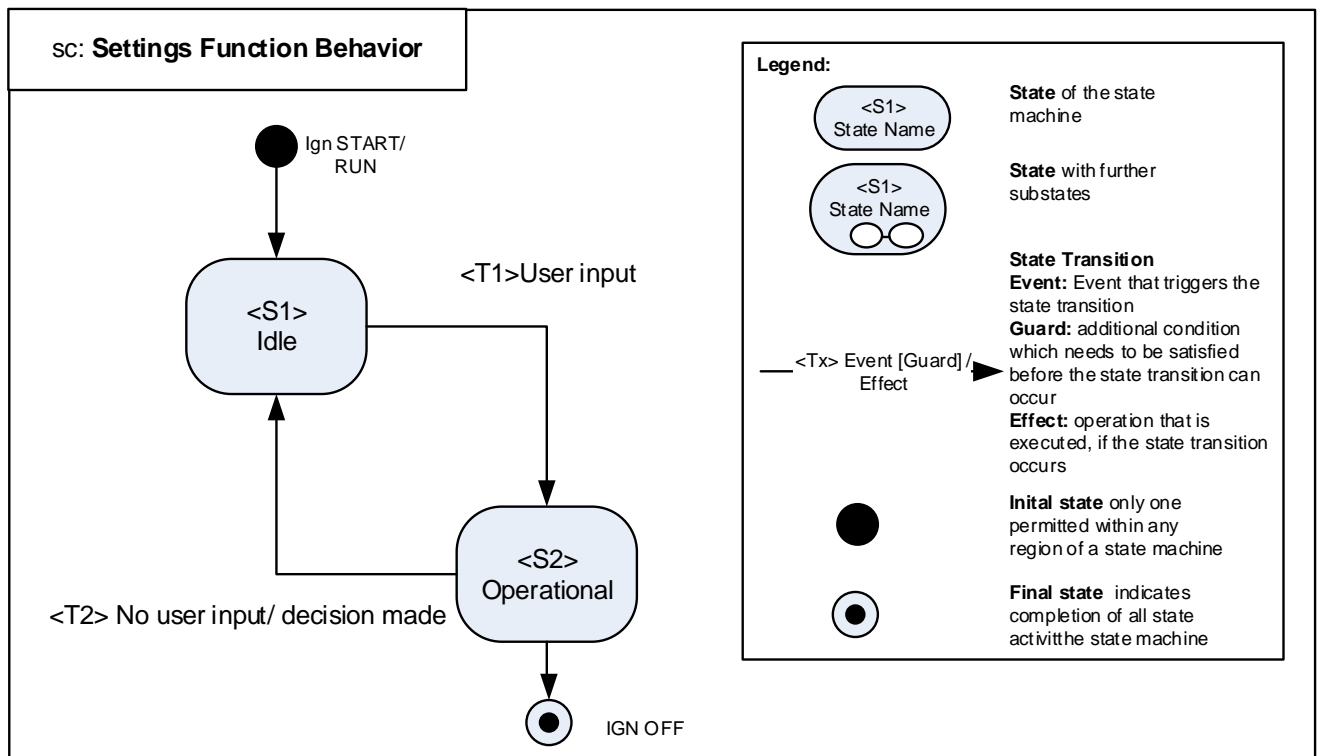 sc: Settings Function Behavior
Ign START/
RUN
<S1>
Idle
<T1>User input
<S2>
Operational
<T2> No user input/ decision made
IGN OFF
Legend:
<S1>
State Name
State of the state
machine
<S1>
State Name
State with further
substates
<Tx> Event [Guard] /
Effect
State Transition
Event: Event that triggers the
state transition
Guard: additional condition
which needs to be satisfied
before the state transition can
occur
Effect: operation that is
executed, if the state transition
occurs
Inital state only one
permitted within any
region of a state machine
Final state indicates
completion of all state
activitthe state machine